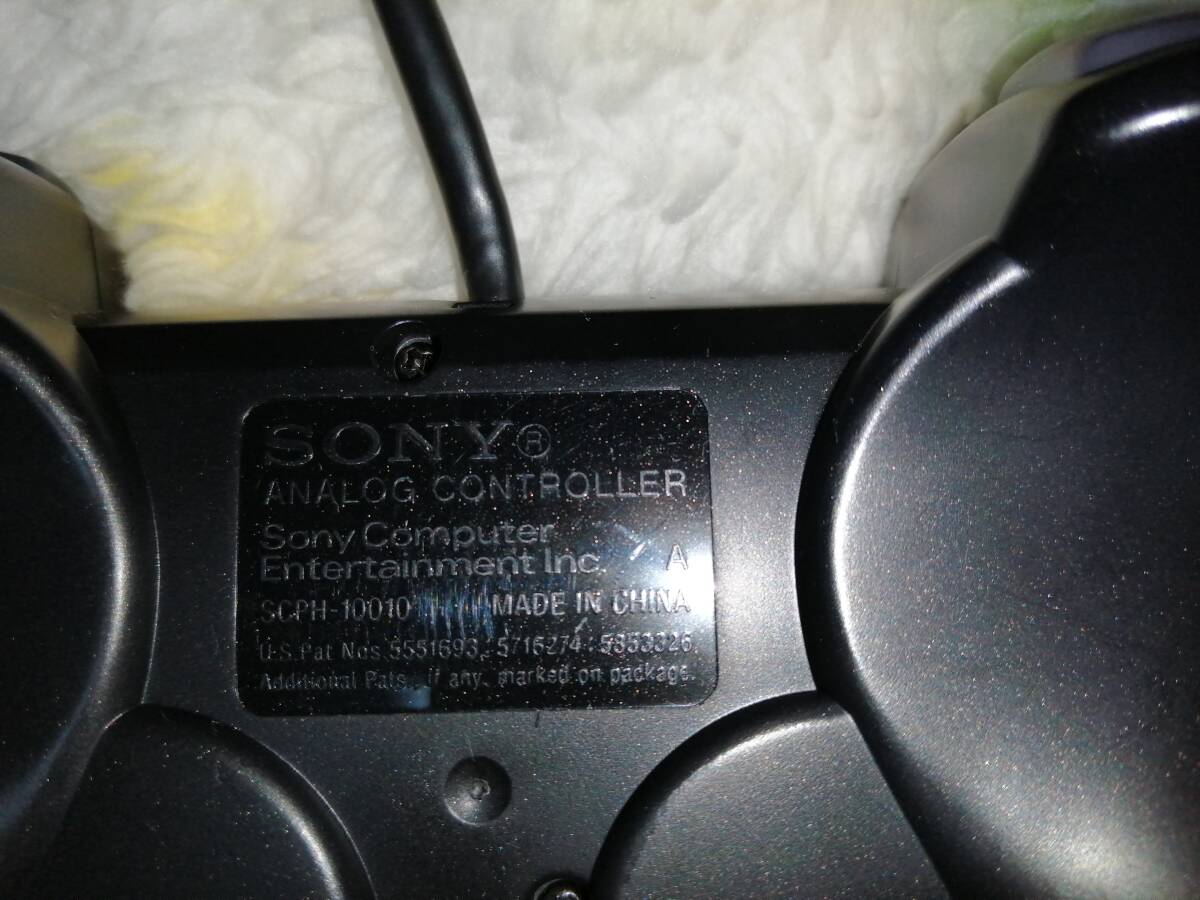 SONY®
ANALOG CONTROLLER
Sony Computer
Entertainment Inc. A
SCPH-10010 MADE IN CHINA
U.S. Pat Nos. 5551693; 5716274; 5853326
Additional Pats., if any, marked on package.